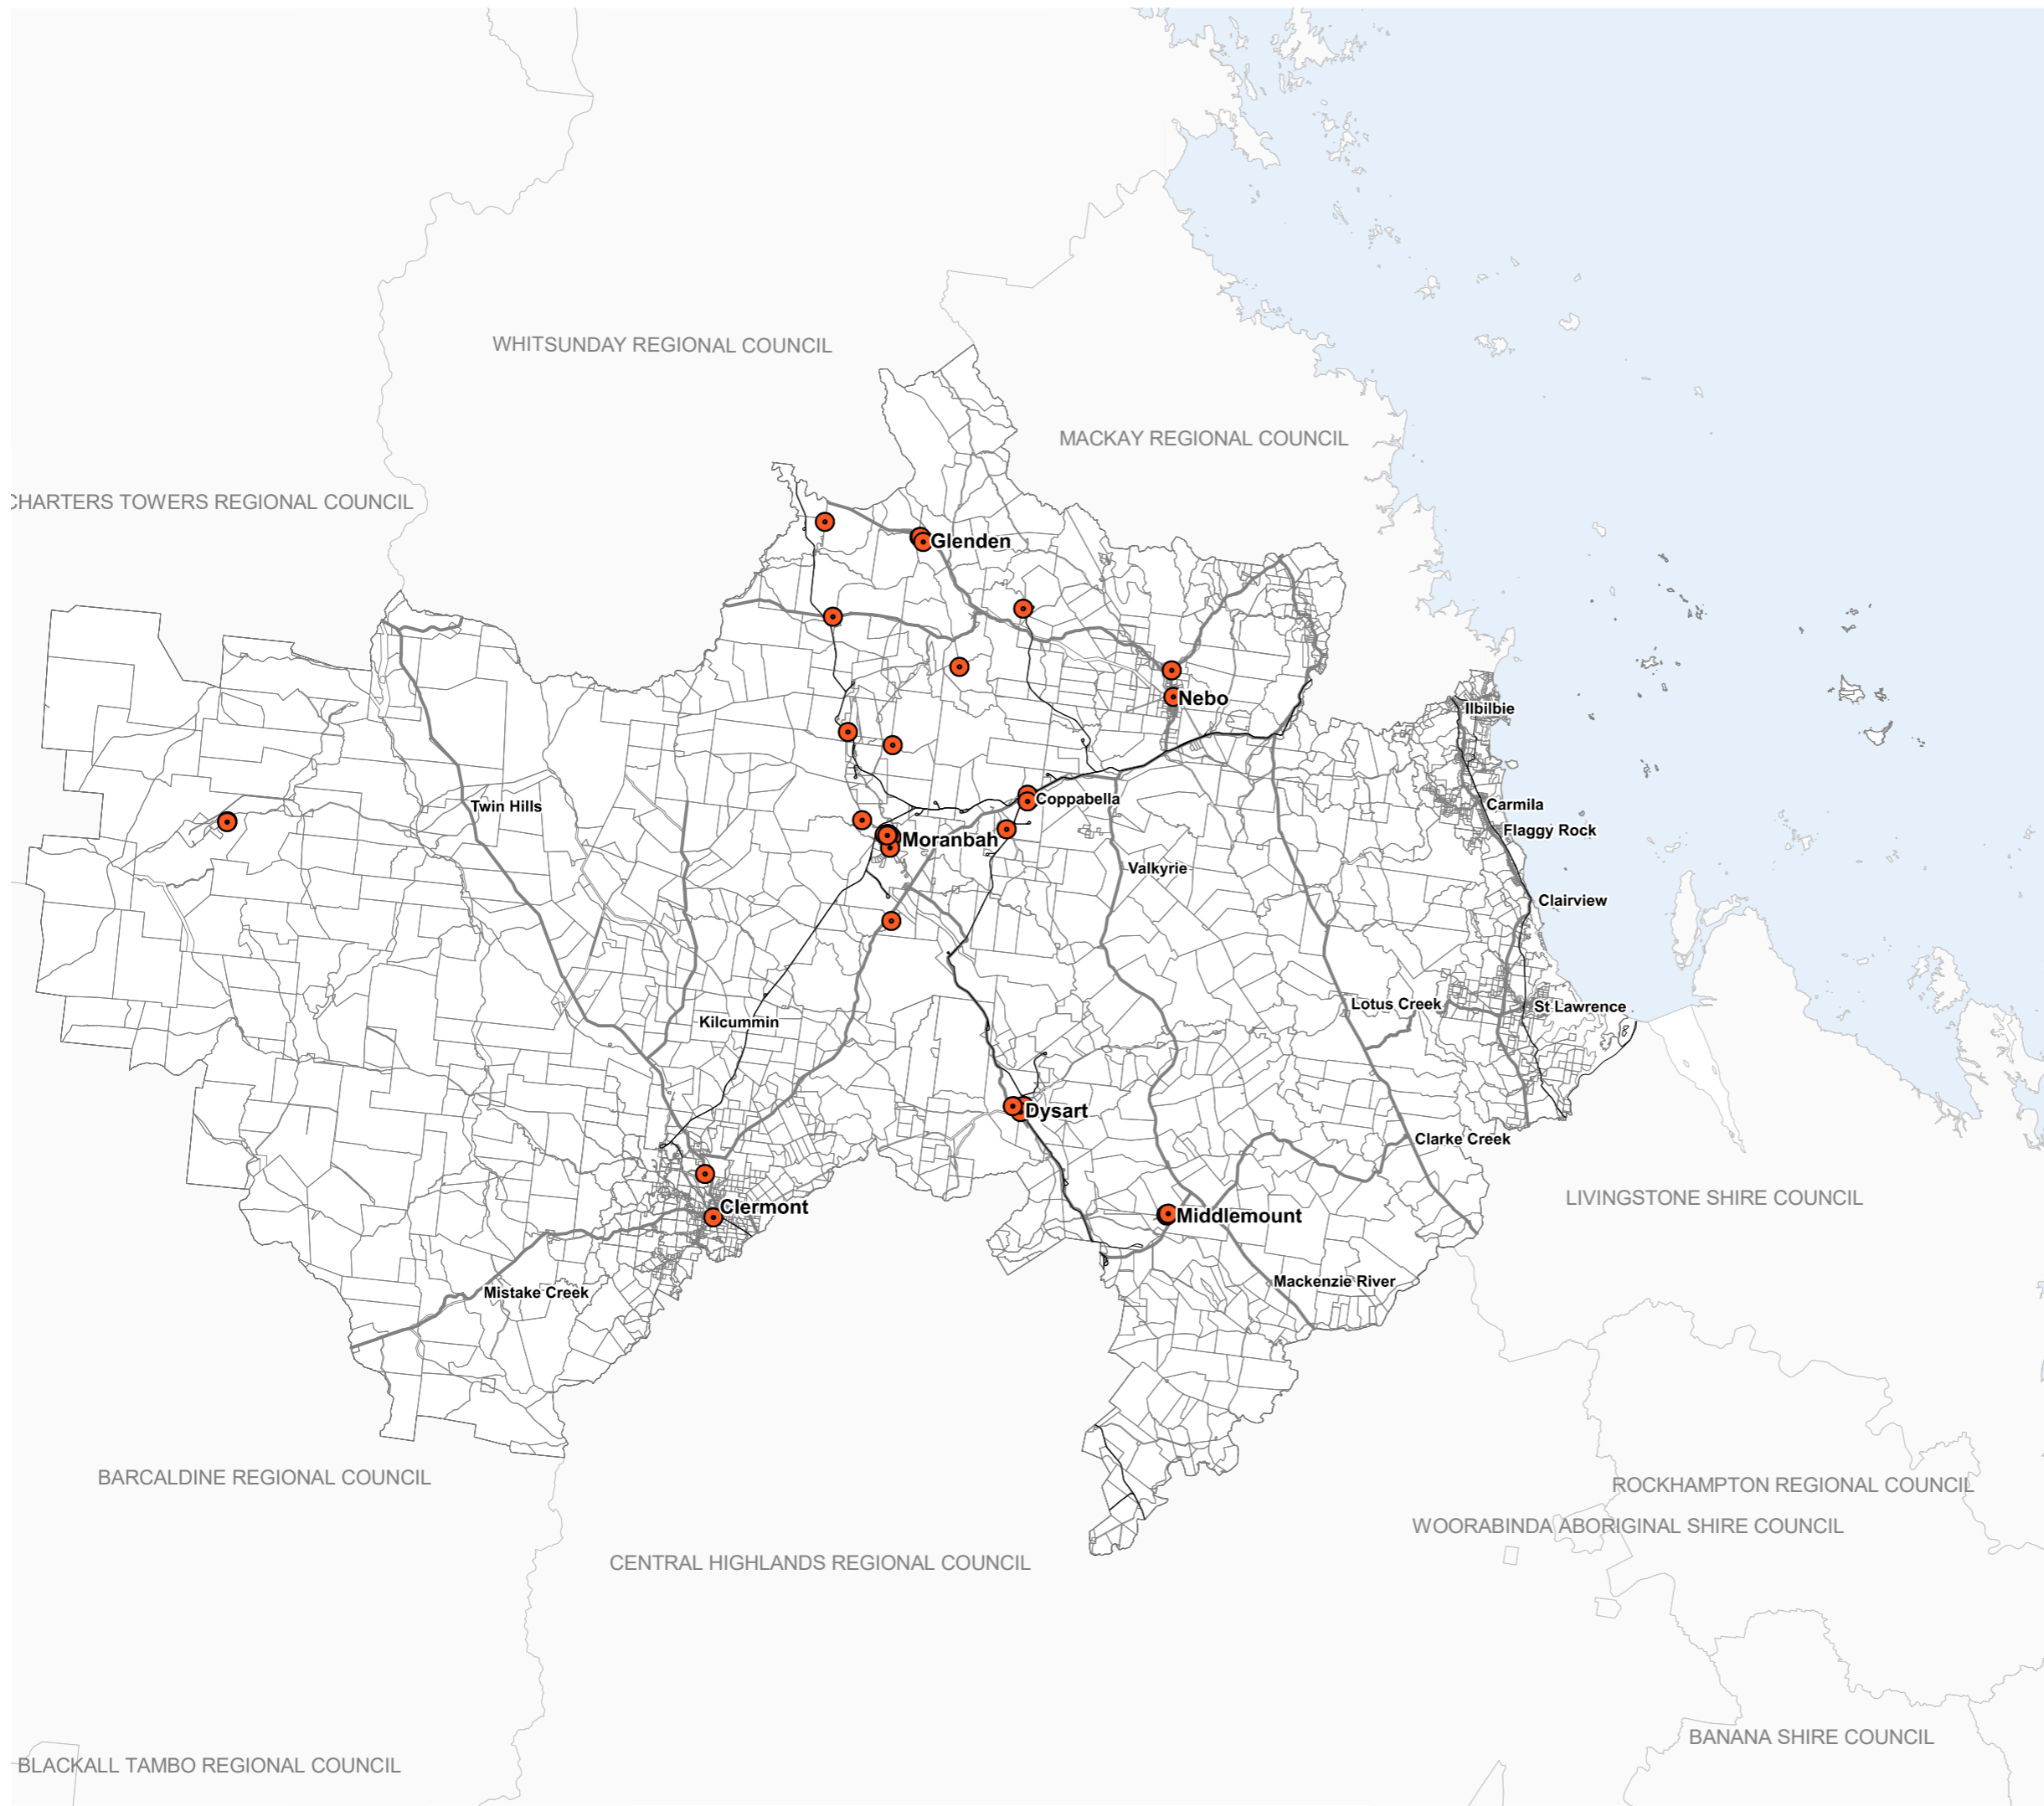 WHITSUNDAY REGIONAL COUNCIL
MACKAY REGIONAL COUNCIL
CHARTERS TOWERS REGIONAL COUNCIL
Glenden
Nebo
Ilbilbie
Coppabella
Carmila
Twin Hills
Flaggy Rock
Moranbah
Valkyrie
Clairview
Lotus Creek
St Lawrence
Kilcummin
Dysart
Clarke Creek
LIVINGSTONE SHIRE COUNCIL
Clermont
Middlemount
Mackenzie River
Mistake Creek
BARCALDINE REGIONAL COUNCIL
ROCKHAMPTON REGIONAL COUNCIL
WOORABINDA ABORIGINAL SHIRE COUNCIL
CENTRAL HIGHLANDS REGIONAL COUNCIL
BANANA SHIRE COUNCIL
BLACKALL TAMBO REGIONAL COUNCIL